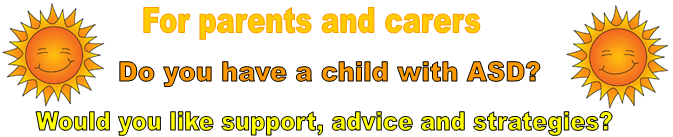 For parents and carers
Do you have a child with ASD?
Would you like support, advice and strategies?